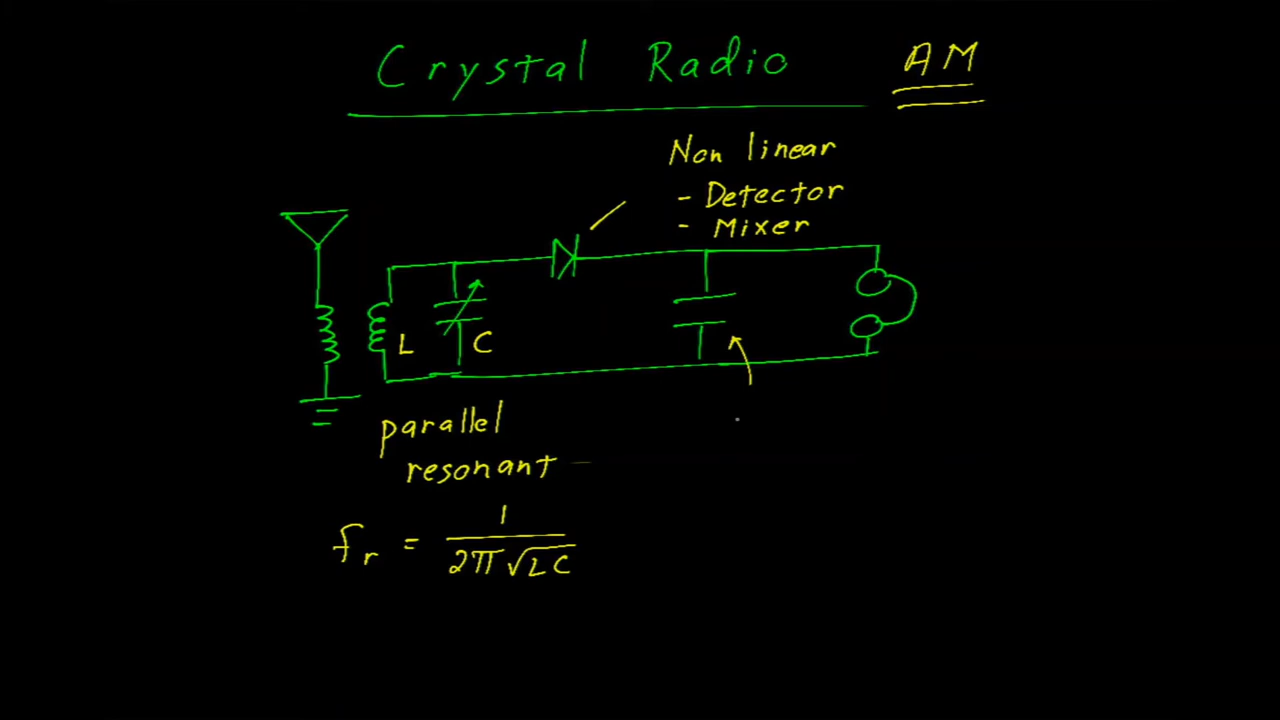 Crystal Radio AM
Non linear
- Detector
- Mixer
L C
parallel
resonant -
fr = 1 / 2π√LC